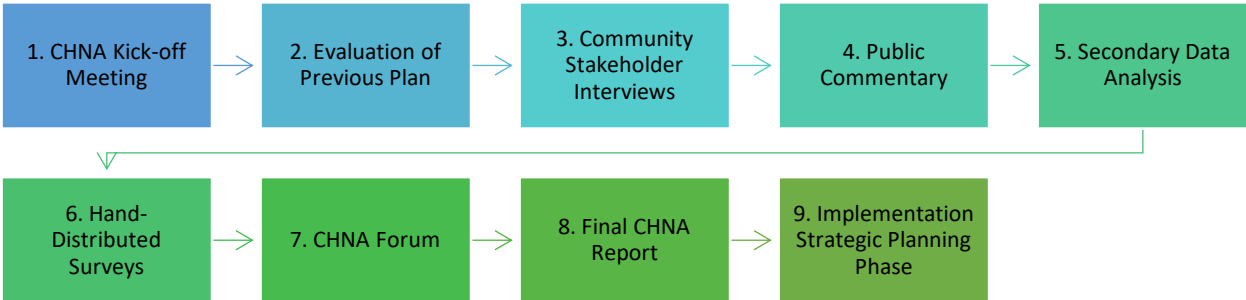 1. CHNA Kick-off
Meeting
2. Evaluation of
Previous Plan
3. Community
Stakeholder
Interviews
4. Public
Commentary
5. Secondary Data
Analysis
6. Hand-
Distributed
Surveys
7. CHNA Forum
8. Final CHNA
Report
9. Implementation
Strategic Planning
Phase